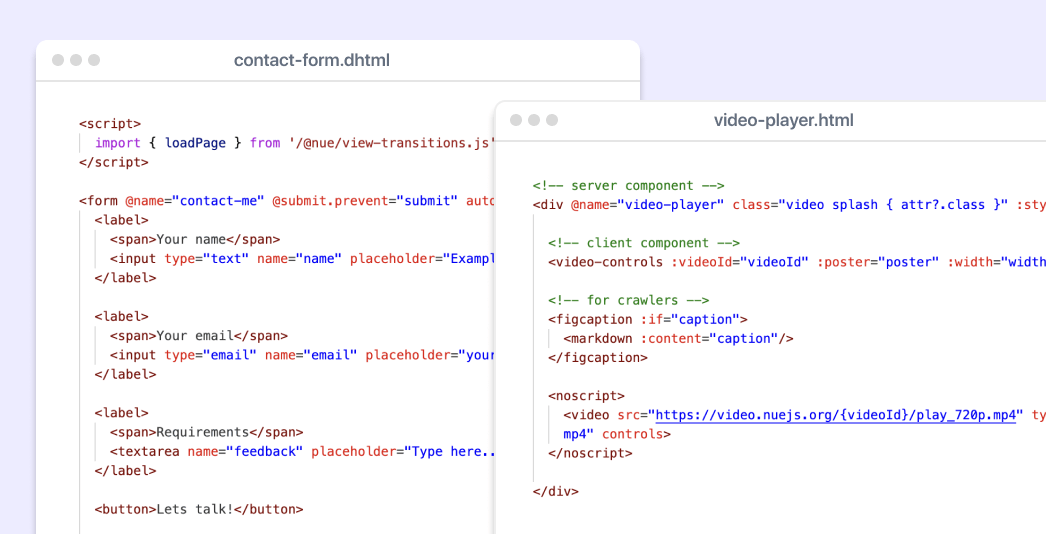 contact-form.dhtml
<script>
import { loadPage } from '/@nue/view-transitions.js'
</script>
<form @name="contact-me" @submit.prevent="submit"
<label>
<span>Your name</span>
<input type="text" name="name" placeholder="
</label>
<label>
<span>Your email</span>
<input type="email" name="email" placeholder="your
</label>
<label>
<span>Requirements</span>
<textarea name="feedback" placeholder="Type here..
</label>
<button>Lets talk!</button>
video-player.html
<!-- server component -->
<div @name="video-player" class="video splash { attr?.class }"
<!-- client component -->
<video-controls :videoId="videoId" :poster="poster" :width="width
<!-- for crawlers -->
<figcaption :if="caption">
<markdown :content="caption"/>
</figcaption>
<noscript>
<video src="https://video.nuejs.org/{videoId}/play_720p.mp4"
mp4" controls>
</noscript>
</div>